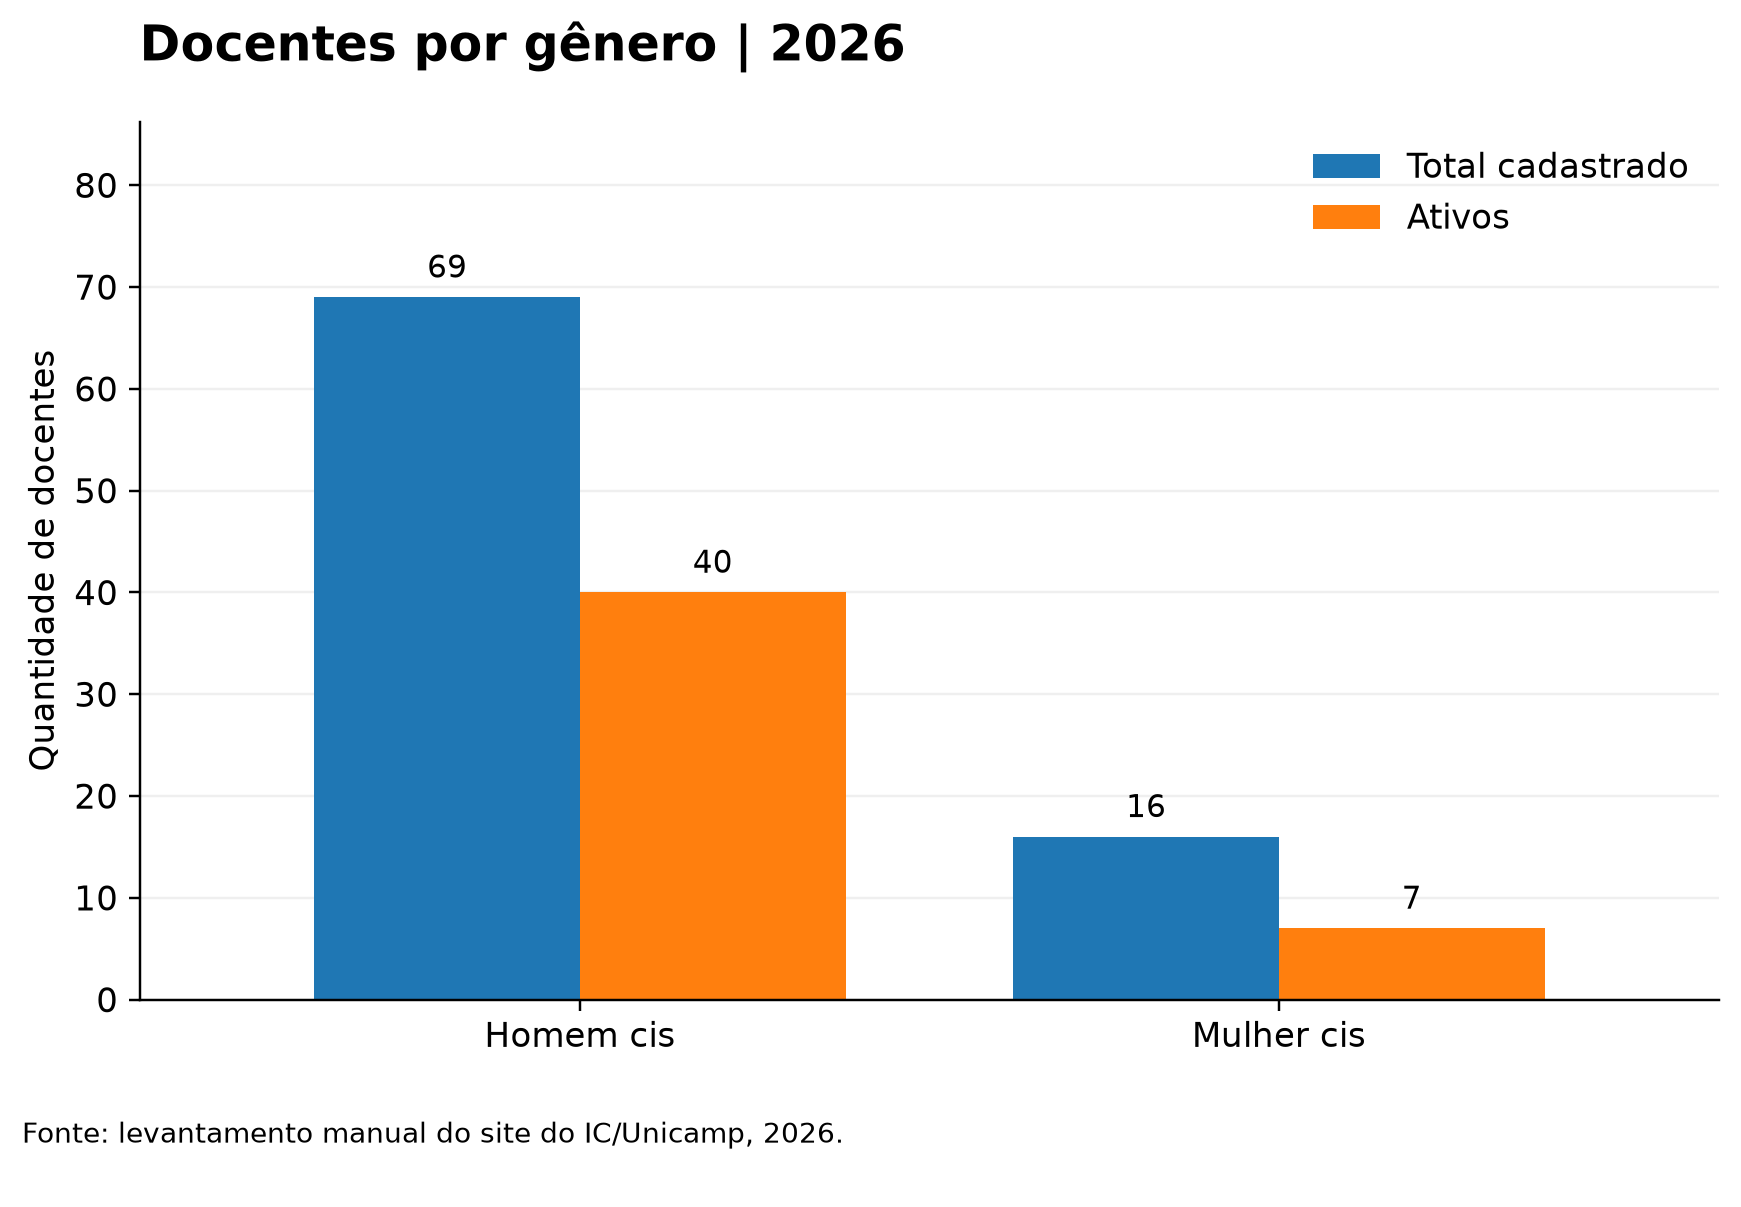 Docentes por gênero | 2026
Total cadastrado
Ativos
Quantidade de docentes
80
70
60
50
40
30
20
10
0
69
40
16
7
Homem cis
Mulher cis
Fonte: levantamento manual do site do IC/Unicamp, 2026.